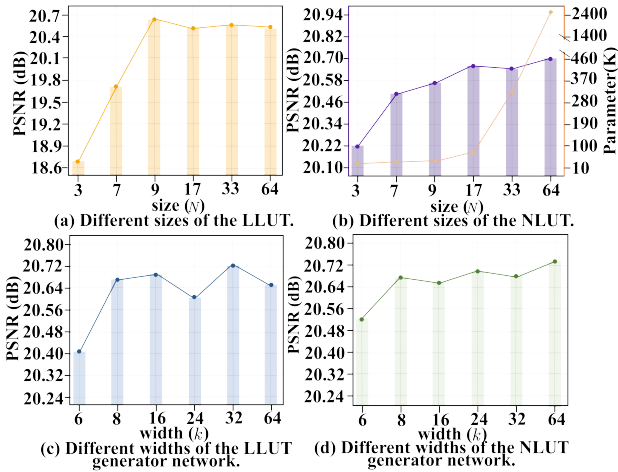 20.7
20.4
20.1
19.8
19.5
19.2
18.9
18.6
PSNR (dB)
3 7 9 17 33 64
size (N)
(a) Different sizes of the LLUT.
20.94
20.82
20.70
20.58
20.46
20.34
20.22
20.10
PSNR (dB)
2400
1400
460
370
280
190
100
10
Parameter(K)
3 7 9 17 33 64
size (N)
(b) Different sizes of the NLUT.
20.80
20.72
20.64
20.56
20.48
20.40
20.32
20.24
PSNR (dB)
6 8 16 24 32 64
width (k)
(c) Different widths of the LLUT
generator network.
20.80
20.72
20.64
20.56
20.48
20.40
20.32
20.24
PSNR (dB)
6 8 16 24 32 64
width (k)
(d) Different widths of the NLUT
generator network.